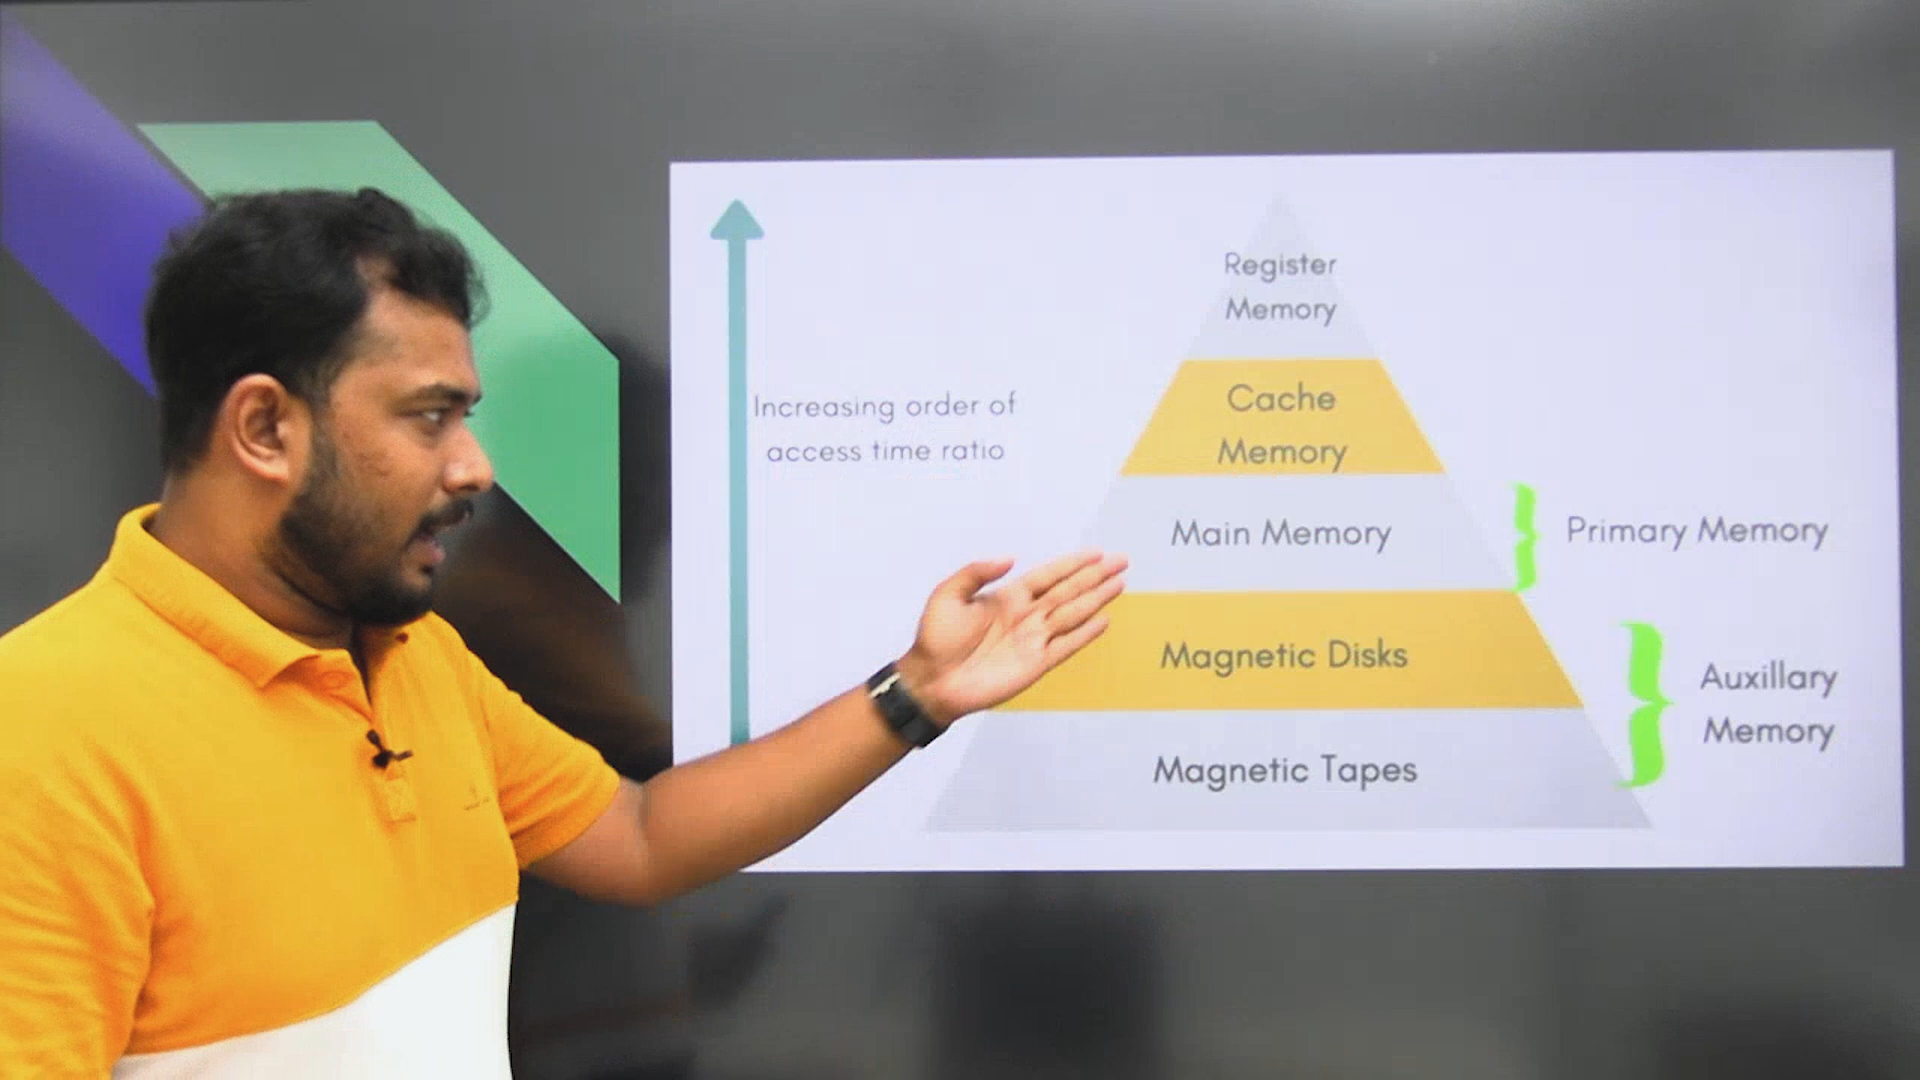 Register
Memory
Cache
Memory
Increasing order of
access time ratio
Main Memory
Primary Memory
Magnetic Disks
Auxillary
Memory
Magnetic Tapes